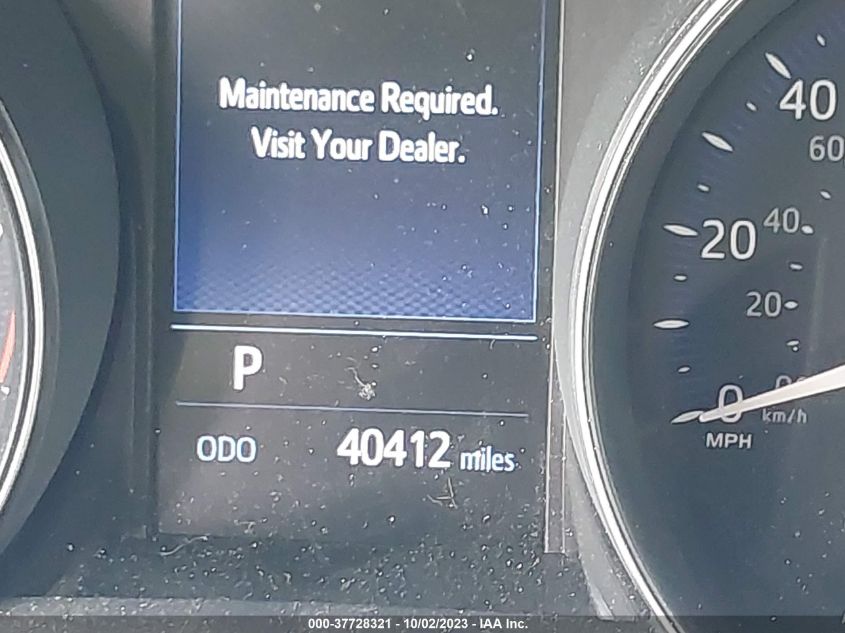 Maintenance Required.
Visit Your Dealer.
P
ODO 40412 miles
40
60
20 40
20
0
km/h
MPH
000-37728321 - 10/02/2023 - IAA Inc.